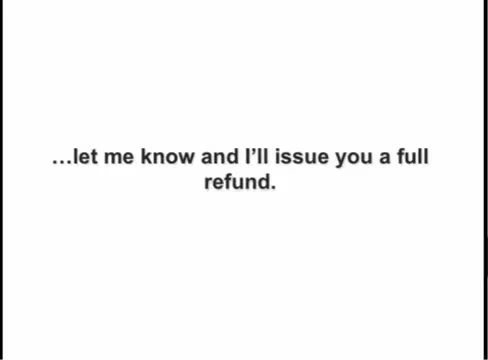 …let me know and I’ll issue you a full
refund.